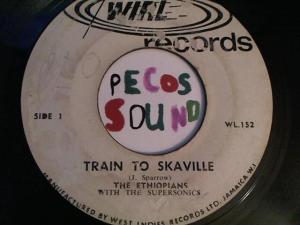 WIRL
records
PECOS
SOUND
SIDE 1
WL.152
TRAIN TO SKAVILLE
(J. Sparrow)
THE ETHIOPIANS
WITH THE SUPERSONICS
MANUFACTURED BY WEST INDIES RECORDS LTD. JAMAICA W.I.